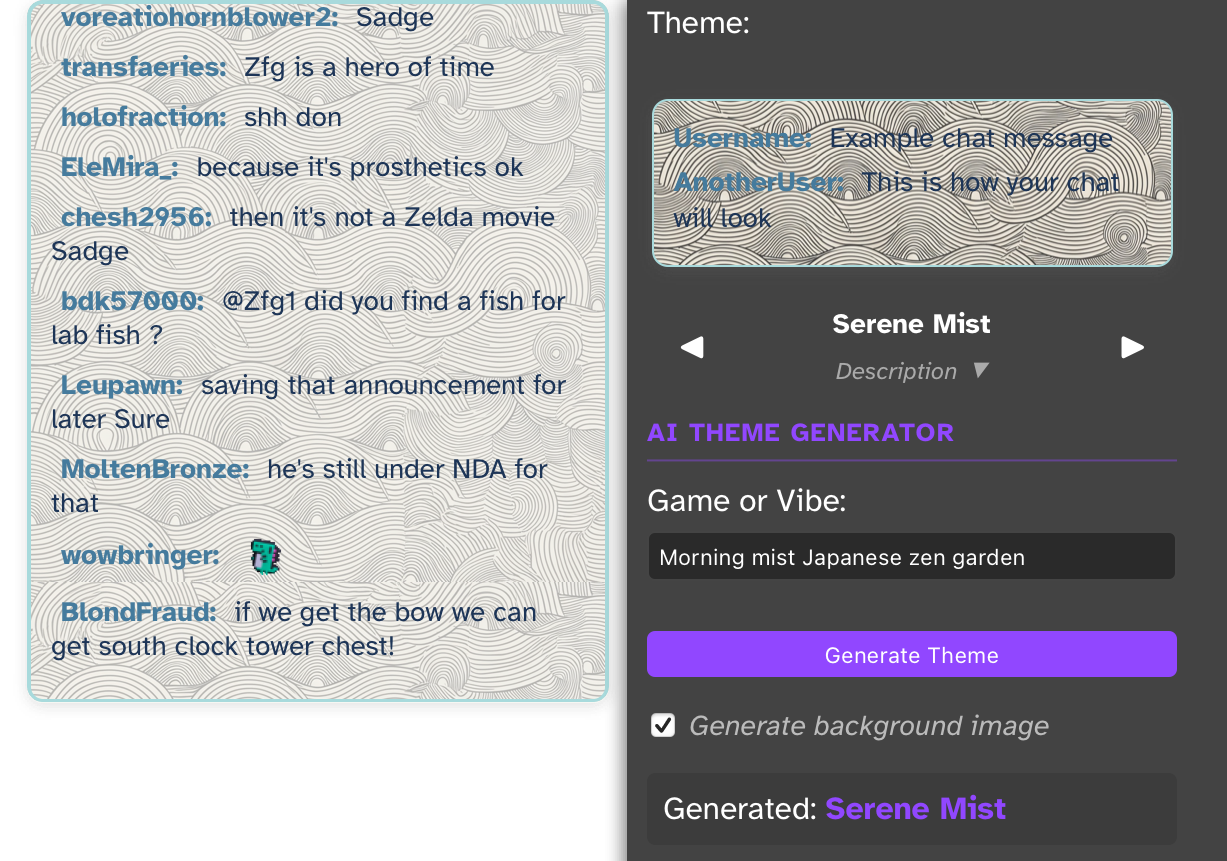 voreatiohornblower2: Sadge
transfaeries: Zfg is a hero of time
holofraction: shh don
EleMira_: because it's prosthetics ok
chesh2956: then it's not a Zelda movie
Sadge
bdk57000: @Zfg1 did you find a fish for
lab fish ?
Leupawn: saving that announcement for
later Sure
MoltenBronze: he's still under NDA for
that
wowbringer:
BlondFraud: if we get the bow we can
get south clock tower chest!
Theme:
Username: Example chat message
AnotherUser: This is how your chat
will look
Serene Mist
Description ▼
AI THEME GENERATOR
Game or Vibe:
Morning mist Japanese zen garden
Generate Theme
Generate background image
Generated: Serene Mist